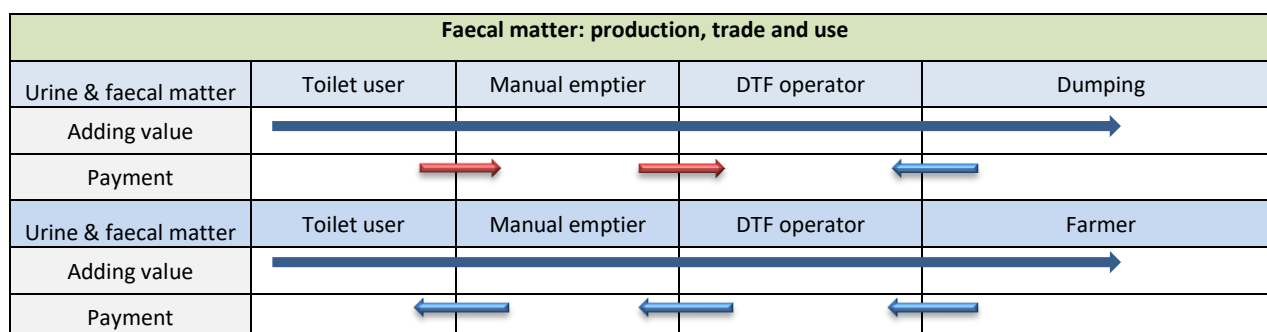 Faecal matter: production, trade and use
Urine & faecal matter Toilet user Manual emptier DTF operator Dumping
Adding value
Payment
Urine & faecal matter Toilet user Manual emptier DTF operator Farmer
Adding value
Payment